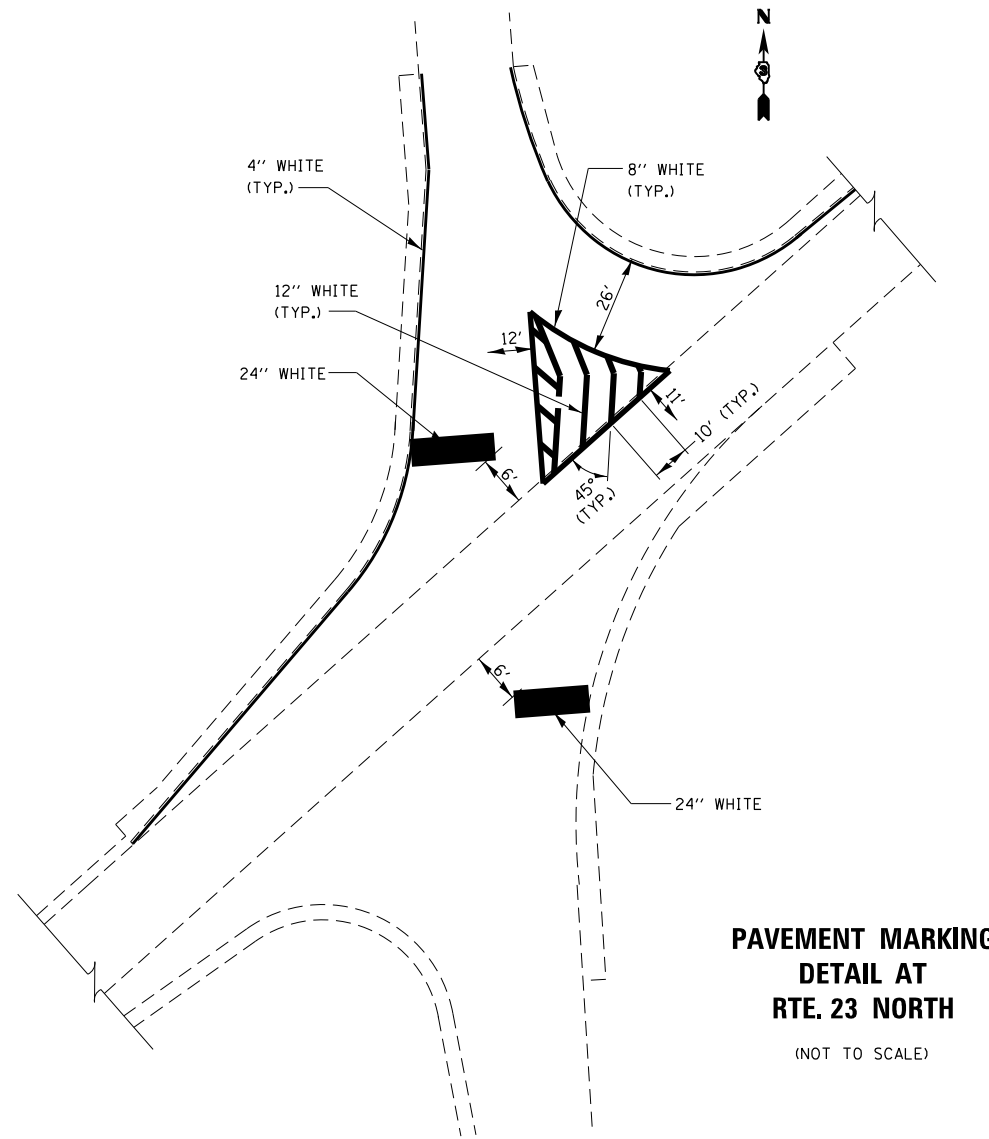 N
4'' WHITE
(TYP.)
8'' WHITE
(TYP.)
12'' WHITE
(TYP.)
26'
12'
24'' WHITE
11'
10' (TYP.)
6'
45°
(TYP.)
6'
24'' WHITE
PAVEMENT MARKING
DETAIL AT
RTE. 23 NORTH
(NOT TO SCALE)